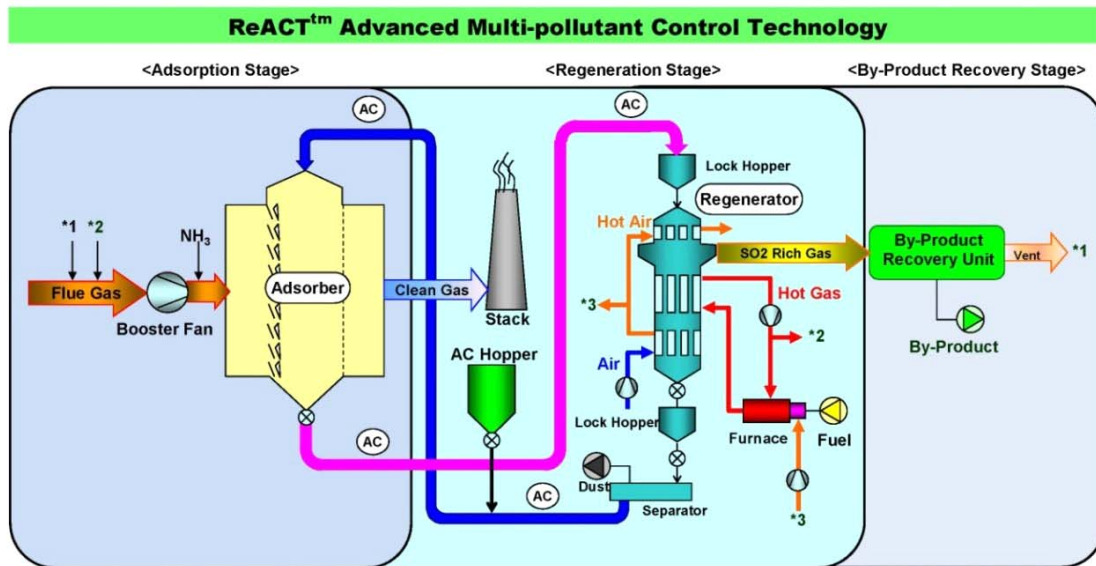 ReACTtm Advanced Multi-pollutant Control Technology
<Adsorption Stage>
<Regeneration Stage>
<By-Product Recovery Stage>
AC
AC
Lock Hopper
Regenerator
Hot Air
*1
*2
NH3
Flue Gas
Booster Fan
Adsorber
Clean Gas
Stack
SO2 Rich Gas
By-Product
Recovery Unit
Vent
*1
*3
Hot Gas
*2
By-Product
AC Hopper
Air
Lock Hopper
Furnace
Fuel
AC
AC
Dust
Separator
*3